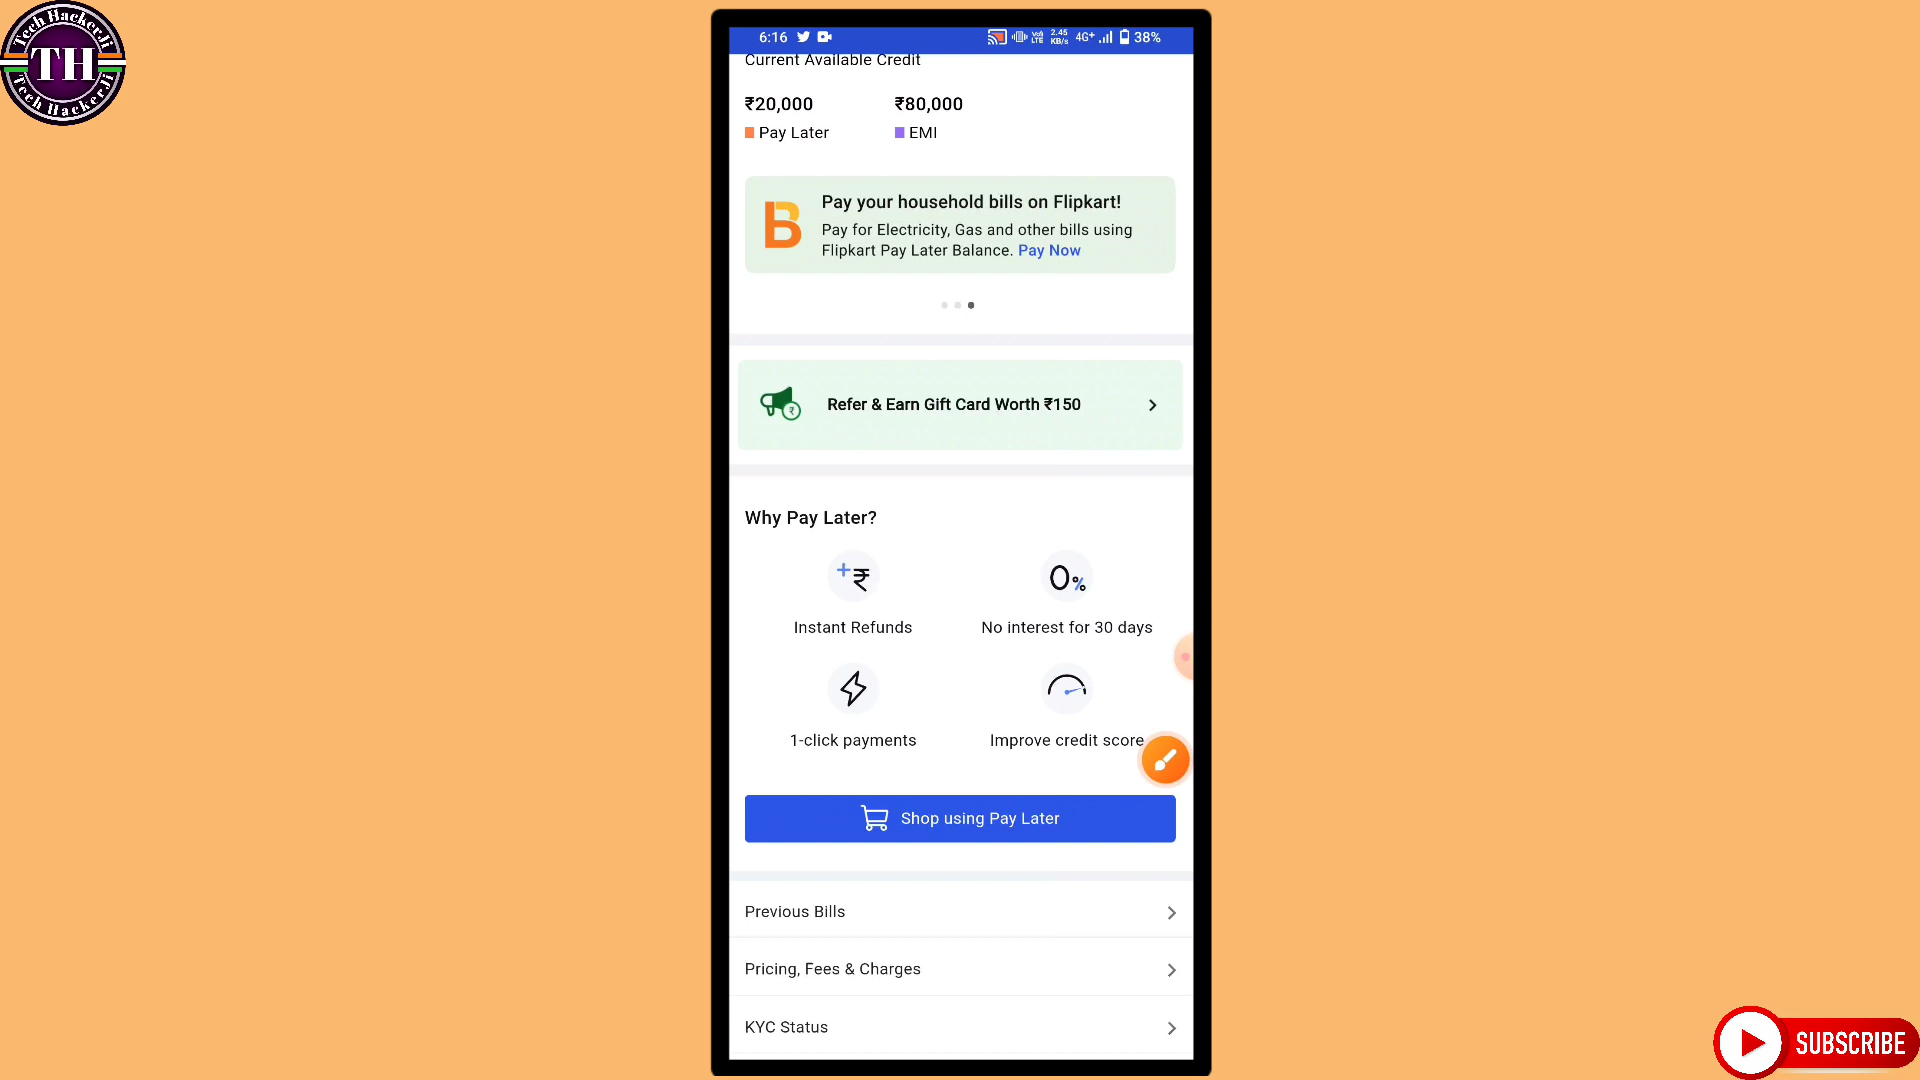 Tech HackerJi
TH
Tech HackerJi
6:16
2.45
KB/s
4G+
38%
Current Available Credit
₹20,000
₹80,000
Pay Later
EMI
B
Pay your household bills on Flipkart!
Pay for Electricity, Gas and other bills using
Flipkart Pay Later Balance. Pay Now
Refer & Earn Gift Card Worth ₹150
Why Pay Later?
+₹
0%
Instant Refunds
No interest for 30 days
1-click payments
Improve credit score
Shop using Pay Later
Previous Bills
Pricing, Fees & Charges
KYC Status
SUBSCRIBE